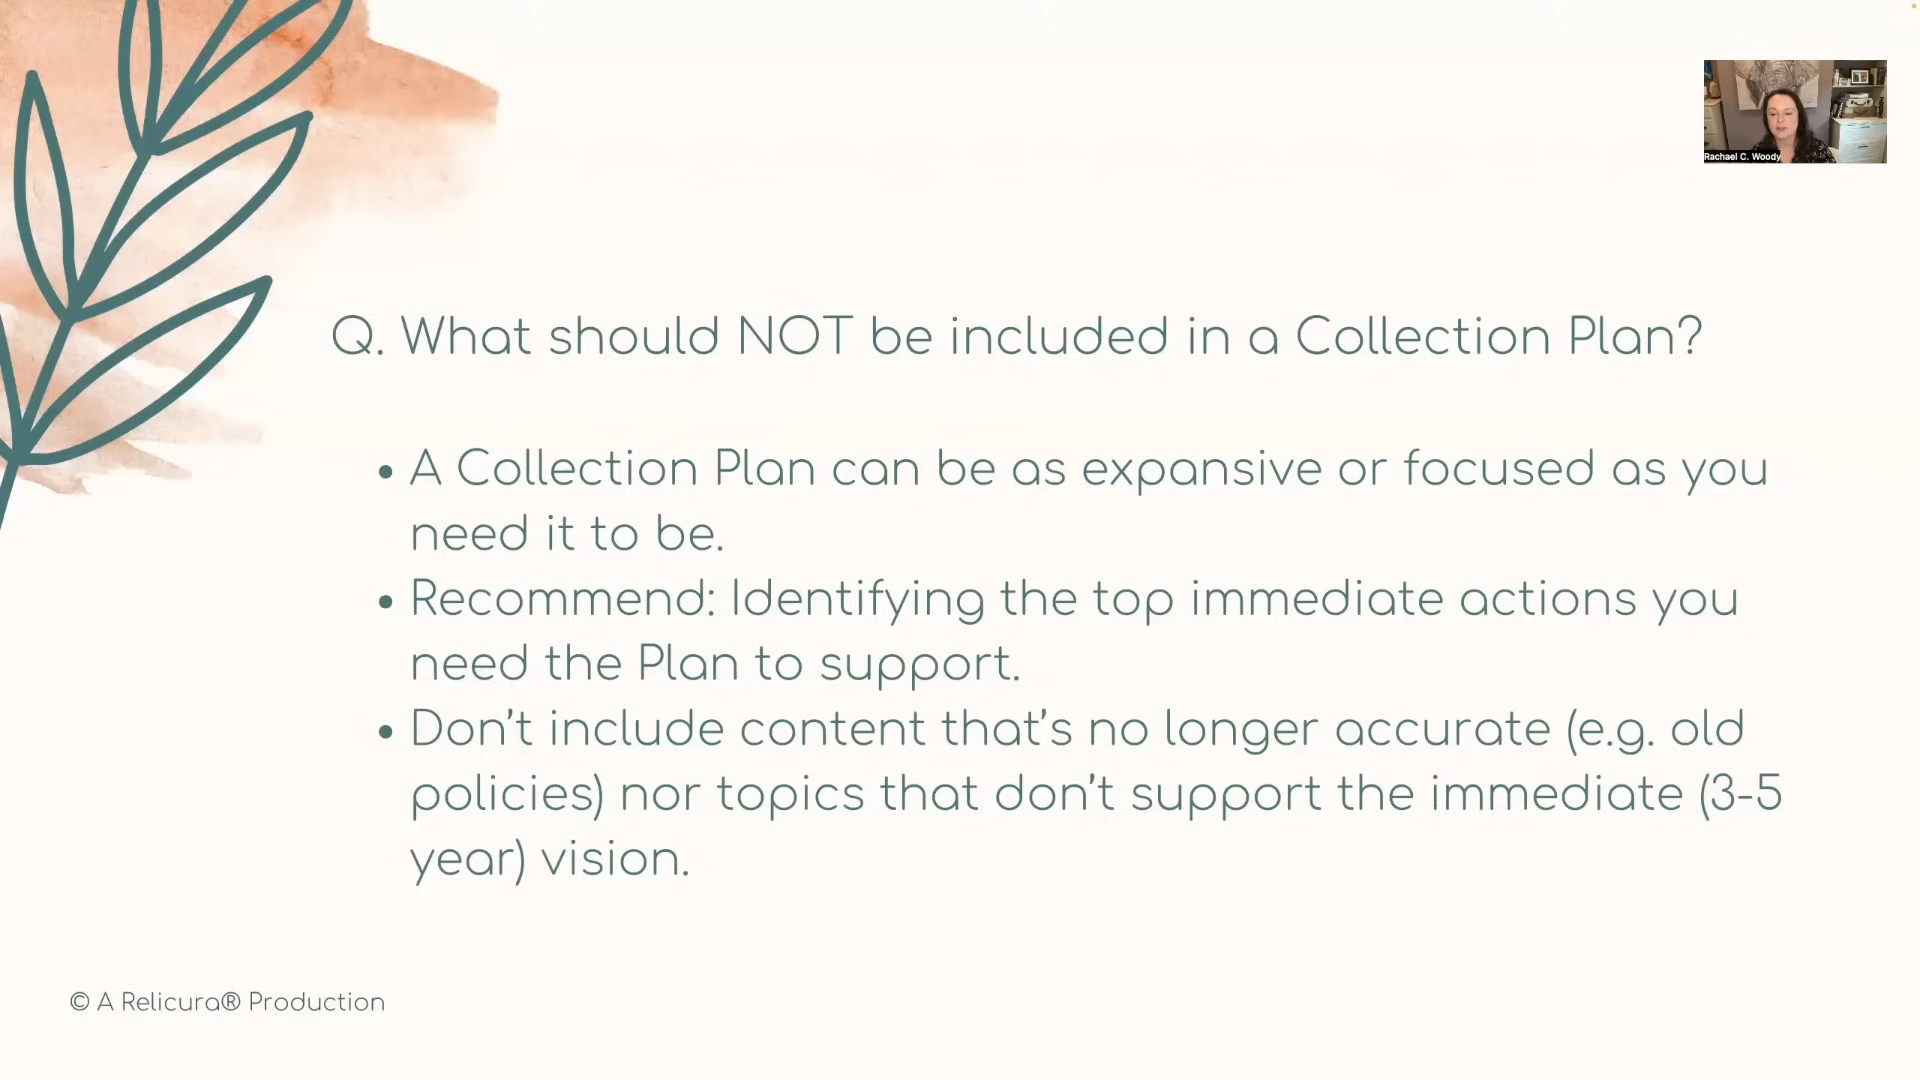 Rachael C. Woody
Q. What should NOT be included in a Collection Plan?
• A Collection Plan can be as expansive or focused as you
need it to be.
• Recommend: Identifying the top immediate actions you
need the Plan to support.
• Don’t include content that’s no longer accurate (e.g. old
policies) nor topics that don’t support the immediate (3-5
year) vision.
© A Relicura® Production